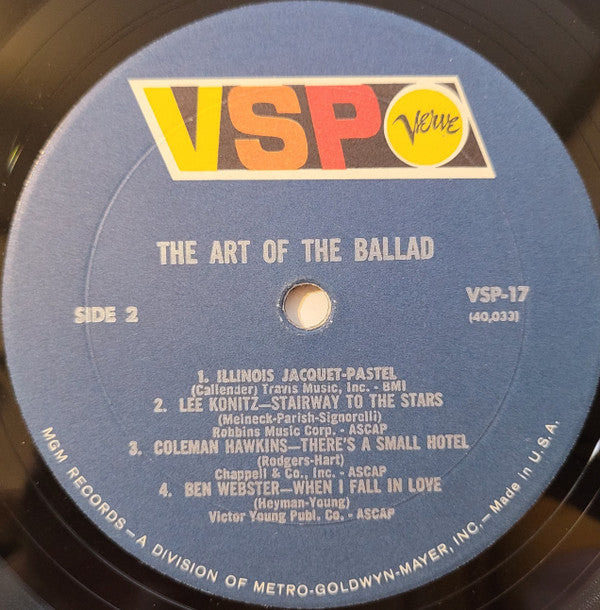 VSP Verve
THE ART OF THE BALLAD
SIDE 2
VSP-17
(40,033)
1. ILLINOIS JACQUET-PASTEL
(Callender) Travis Music, Inc. - BMI
2. LEE KONITZ—STAIRWAY TO THE STARS
(Meineck-Parish-Signorelli)
Robbins Music Corp. - ASCAP
3. COLEMAN HAWKINS—THERE'S A SMALL HOTEL
(Rodgers-Hart)
Chappell & Co., Inc. - ASCAP
4. BEN WEBSTER—WHEN I FALL IN LOVE
(Heyman-Young)
Victor Young Publ. Co. - ASCAP
MGM RECORDS—A DIVISION OF METRO-GOLDWYN-MAYER, INC.—Made in U.S.A.